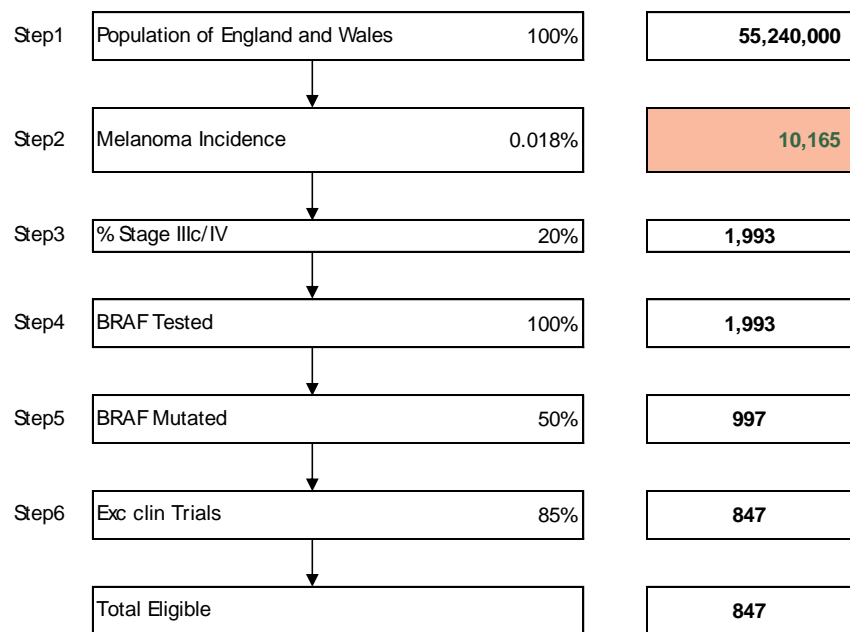 Step1 Population of England and Wales 100% 55,240,000
Step2 Melanoma Incidence 0.018% 10,165
Step3 % Stage IIIc/IV 20% 1,993
Step4 BRAF Tested 100% 1,993
Step5 BRAF Mutated 50% 997
Step6 Exc clin Trials 85% 847
Total Eligible 847